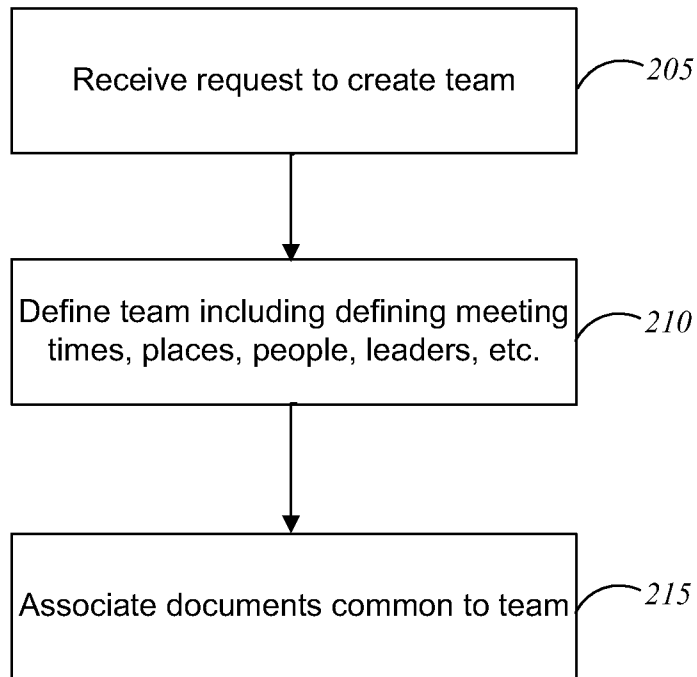 Receive request to create team
205
Define team including defining meeting
times, places, people, leaders, etc.
210
Associate documents common to team
215